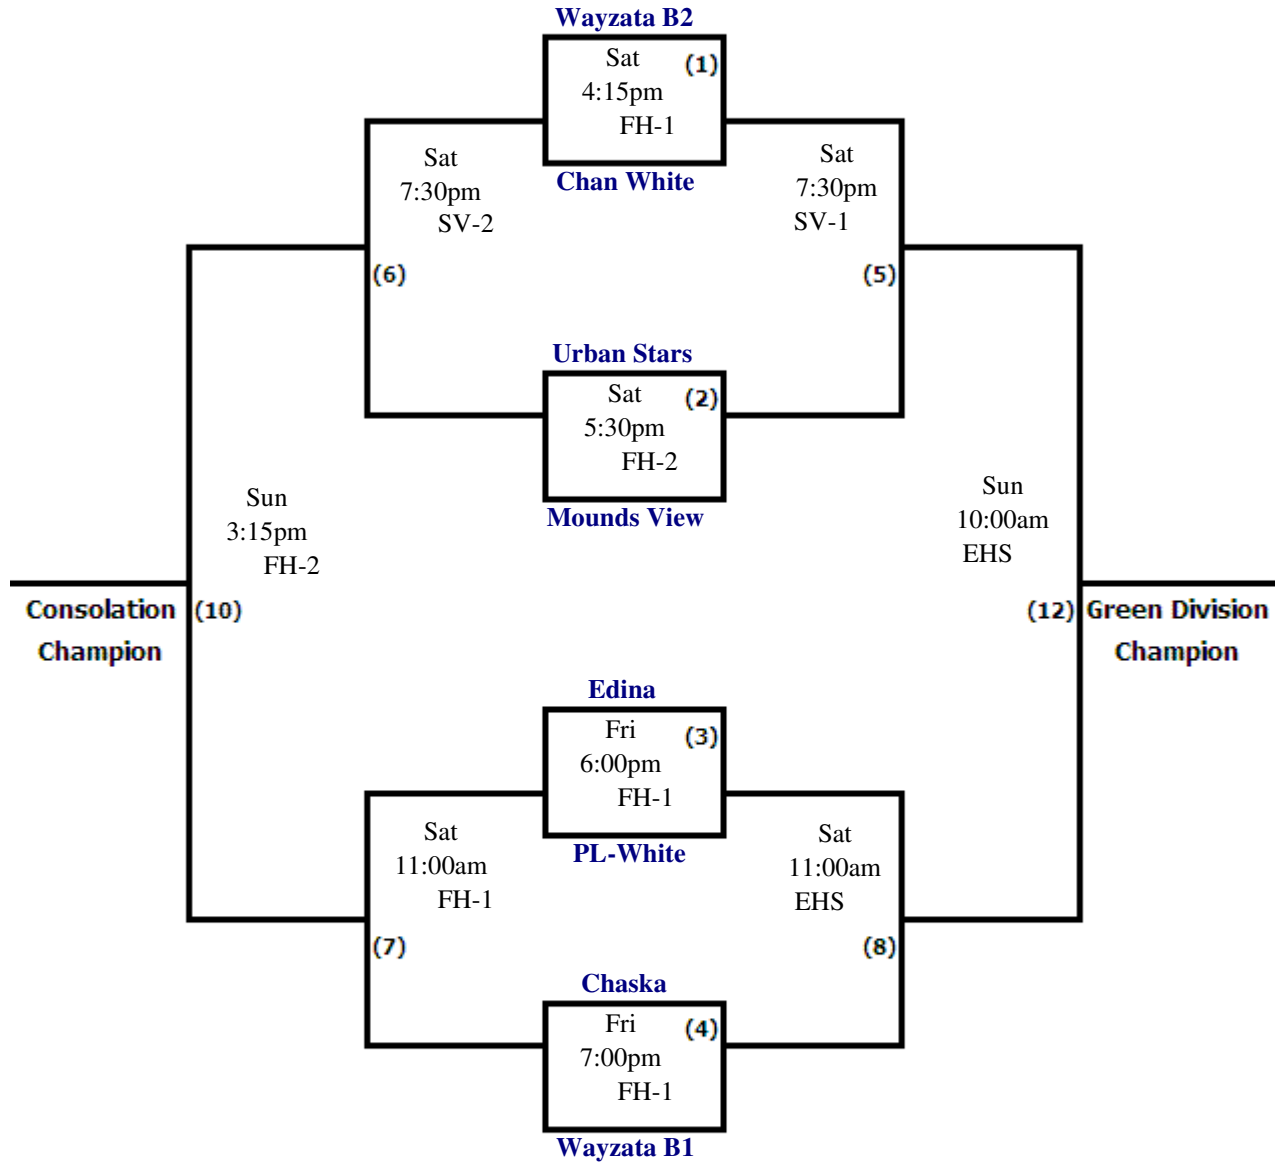 Wayzata B2
Sat (1)
4:15pm
FH-1
Chan White
Sat
7:30pm
SV-2
(6)
Sat
7:30pm
SV-1
(5)
Urban Stars
Sat (2)
5:30pm
FH-2
Mounds View
Sun
3:15pm
FH-2
Consolation (10)
Champion
Sun
10:00am
EHS
(12) Green Division
Champion
Edina
Fri (3)
6:00pm
FH-1
PL-White
Sat
11:00am
FH-1
(7)
Sat
11:00am
EHS
(8)
Chaska
Fri (4)
7:00pm
FH-1
Wayzata B1